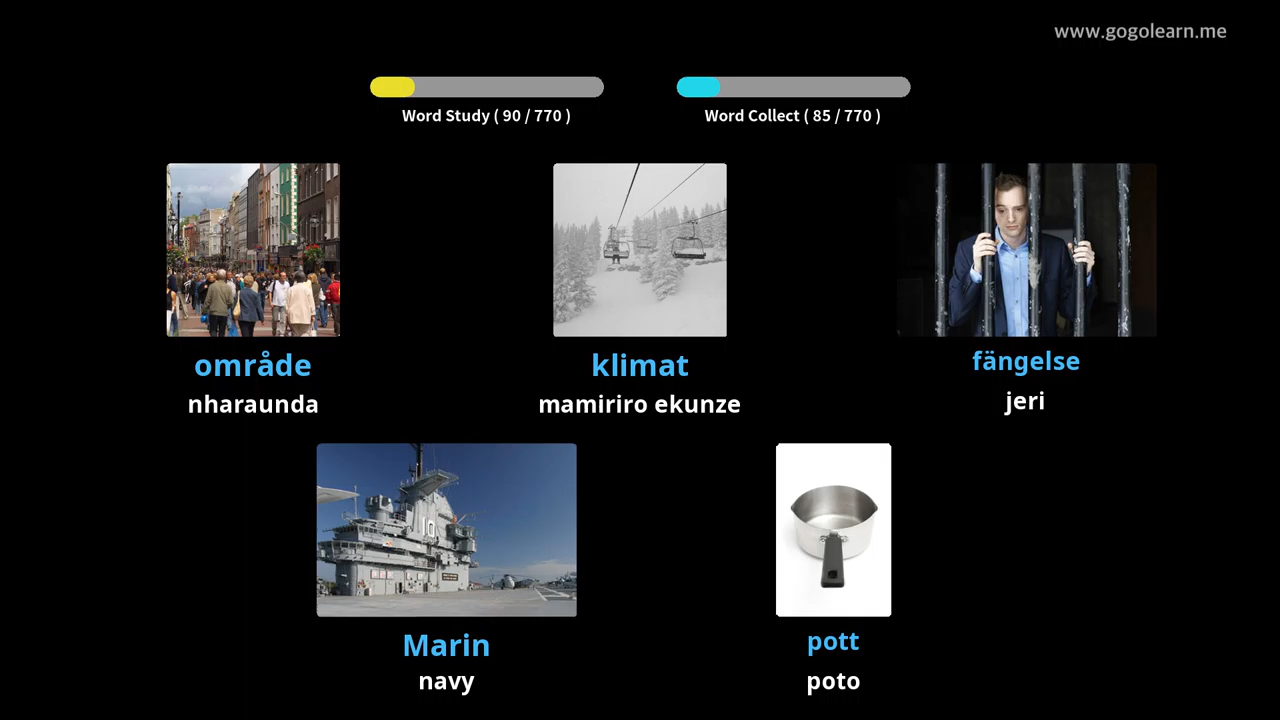 www.gogolearn.me
Word Study ( 90 / 770 )
Word Collect ( 85 / 770 )
område
nharaunda
klimat
mamiriro ekunze
fängelse
jeri
Marin
navy
pott
poto